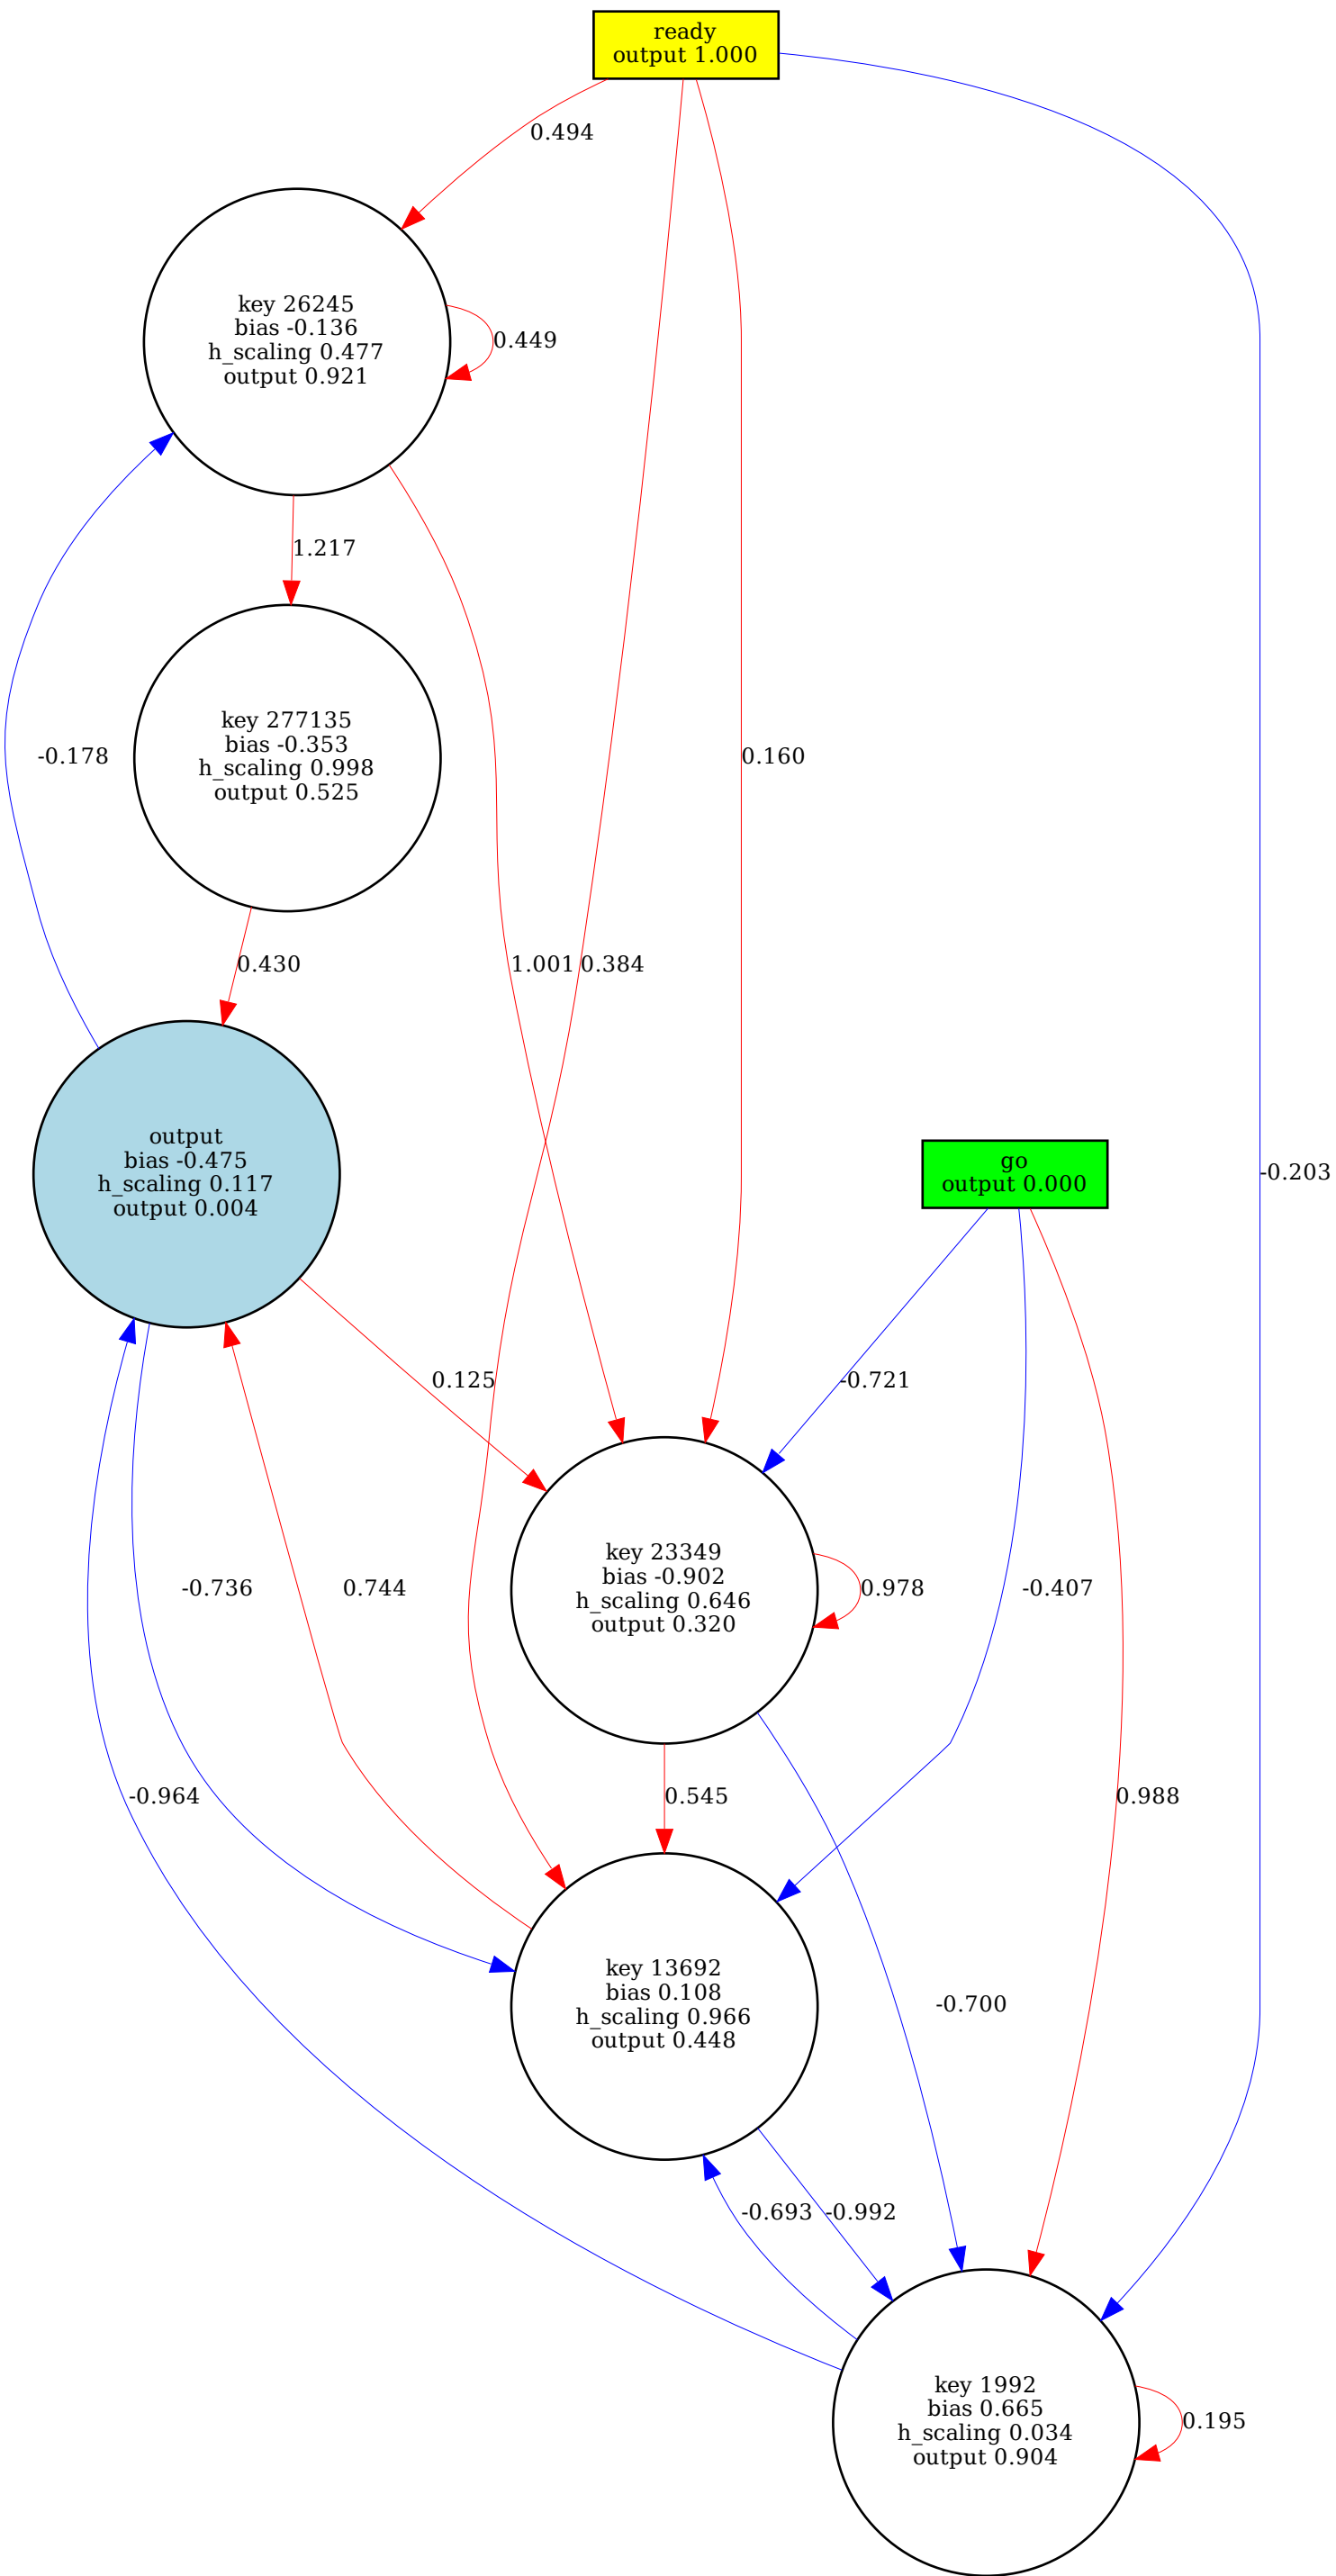 ready
output 1.000
0.494
key 26245
bias -0.136
h_scaling 0.477
output 0.921
0.449
1.217
key 277135
bias -0.353
h_scaling 0.998
output 0.525
-0.178
0.160
0.430
1.001
0.384
output
bias -0.475
h_scaling 0.117
output 0.004
go
output 0.000
-0.203
0.125
-0.721
key 23349
bias -0.902
h_scaling 0.646
output 0.320
-0.736
0.744
0.978
-0.407
-0.964
0.545
0.988
key 13692
bias 0.108
h_scaling 0.966
output 0.448
-0.700
-0.693
-0.992
key 1992
bias 0.665
h_scaling 0.034
output 0.904
0.195